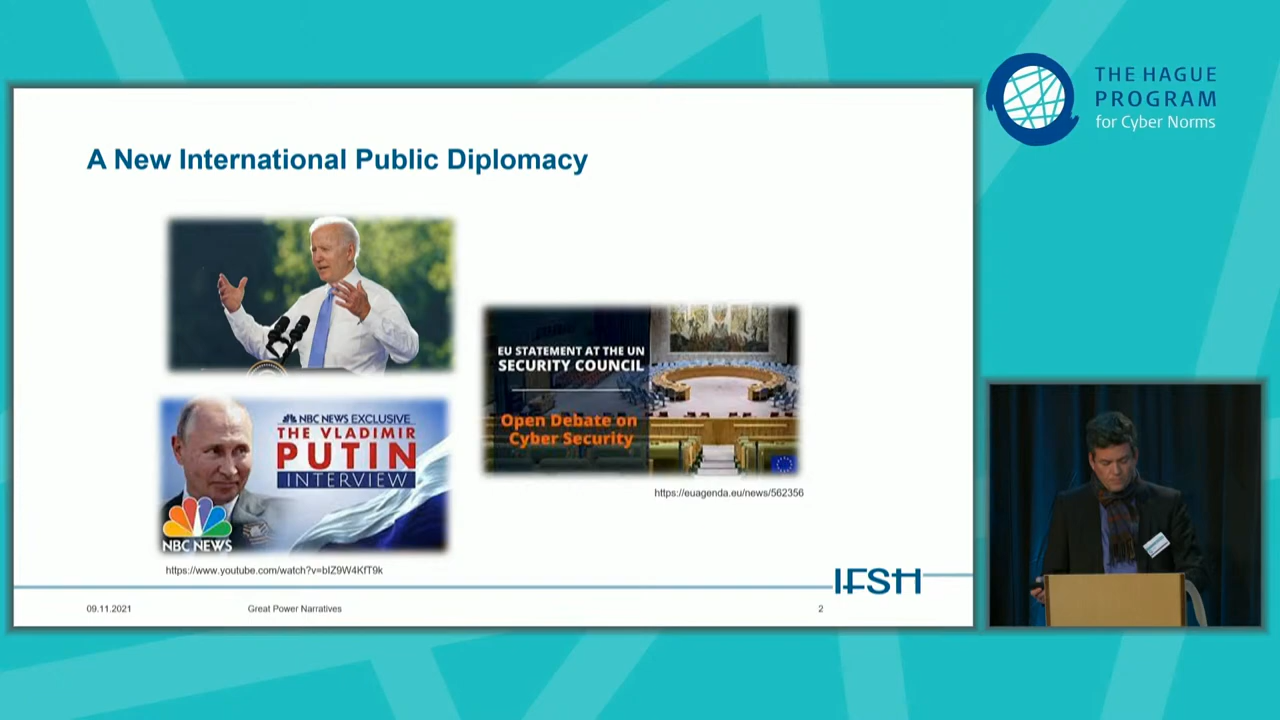 THE HAGUE
PROGRAM
for Cyber Norms
A New International Public Diplomacy
EU STATEMENT AT THE UN
SECURITY COUNCIL
Open Debate on
Cyber Security
https://euagenda.eu/news/562356
NBC NEWS EXCLUSIVE
THE VLADIMIR
PUTIN
INTERVIEW
NBC NEWS
https://www.youtube.com/watch?v=bIZ9W4KfT9k
IFSH
09.11.2021
Great Power Narratives
2